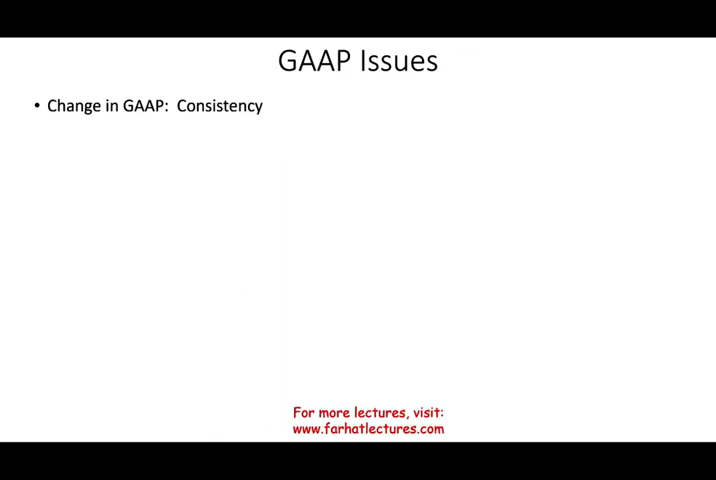 GAAP Issues
• Change in GAAP: Consistency
For more lectures, visit:
www.farhatlectures.com